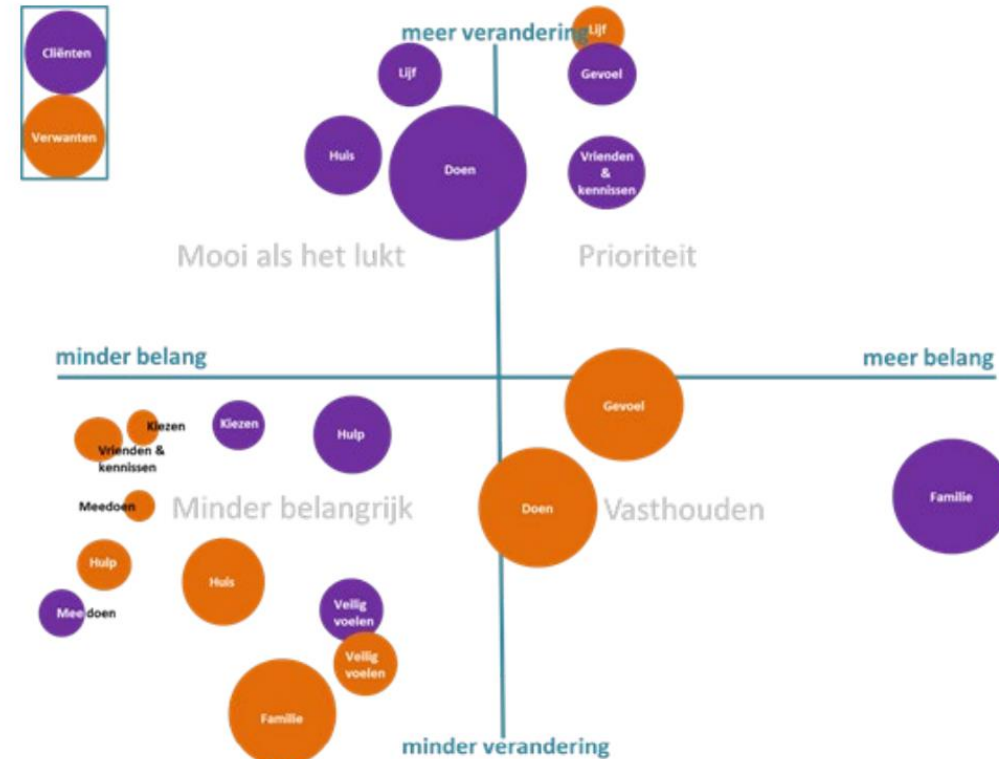 Cliënten
Verwanten
meer verandering
Lijf
Lijf
Gevoel
Huis
Doen
Vrienden
&
kennissen
Mooi als het lukt
Prioriteit
minder belang
meer belang
Kiezen
Vrienden &
kennissen
Kiezen
Hulp
Gevoel
Meedoen
Minder belangrijk
Doen
Vasthouden
Familie
Hulp
Huis
Meedoen
Veilig
voelen
Veilig
voelen
Familie
minder verandering